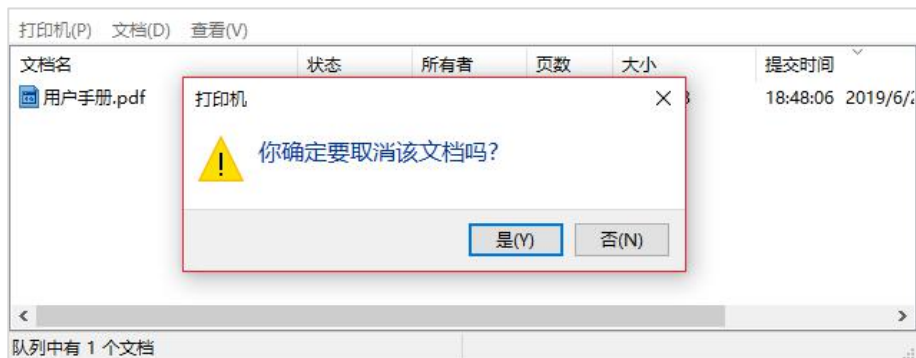 打印机(P) 文档(D) 查看(V)
文档名 状态 所有者 页数 大小 提交时间
用户手册.pdf 18:48:06 2019/6/2
打印机
你确定要取消该文档吗?
是(Y) 否(N)
队列中有 1 个文档